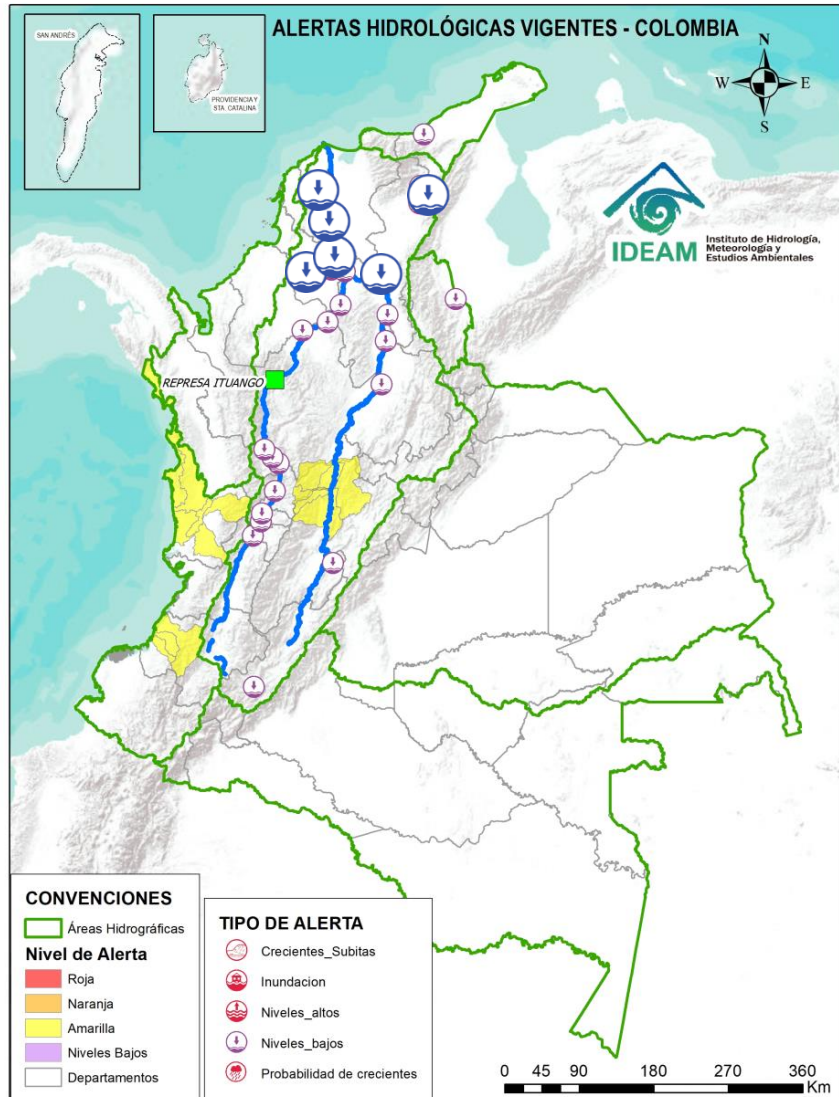 ALERTAS HIDROLÓGICAS VIGENTES - COLOMBIA
SAN ANDRÉS
PROVIDENCIA Y
STA. CATALINA
N
W E
S
IDEAM
Instituto de Hidrología,
Meteorología y
Estudios Ambientales
REPRESA ITUANGO
CONVENCIONES
Áreas Hidrográficas
Nivel de Alerta
Roja
Naranja
Amarilla
Niveles Bajos
Departamentos
TIPO DE ALERTA
Crecientes_Subitas
Inundacion
Niveles_altos
Niveles_bajos
Probabilidad de crecientes
0 45 90 180 270 360
Km